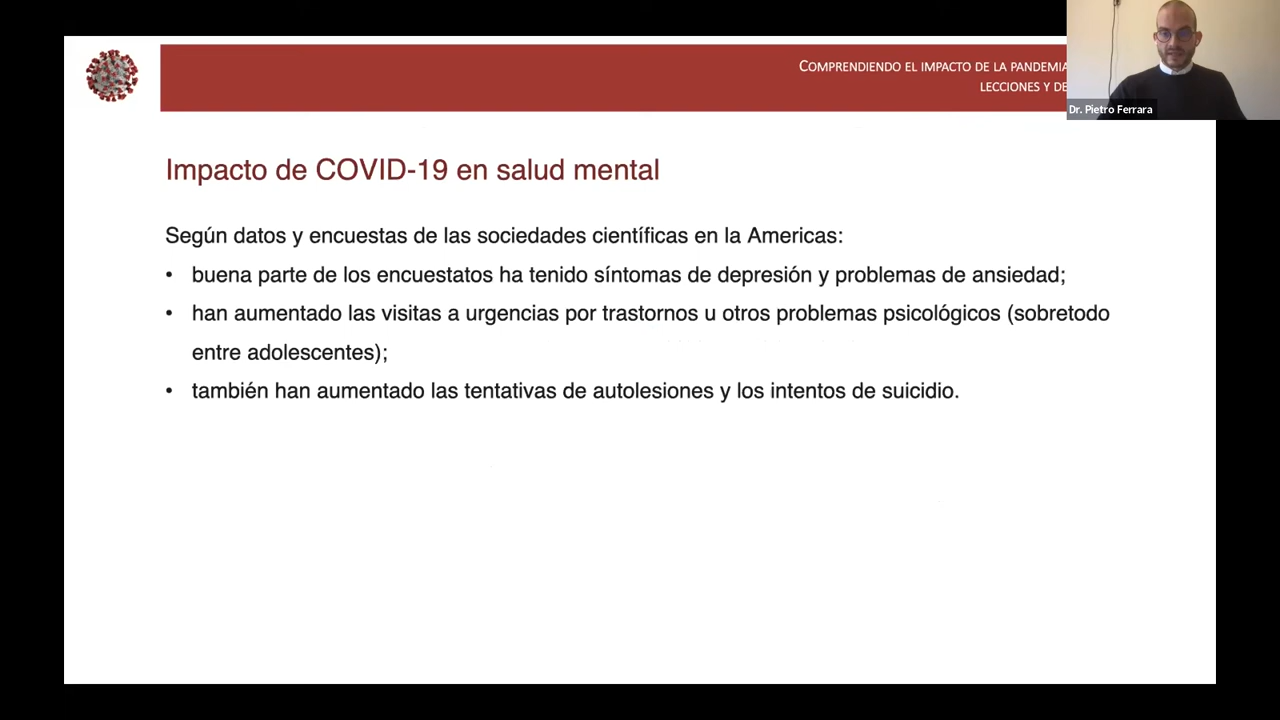 COMPRENDIENDO EL IMPACTO DE LA PANDEMIA
LECCIONES Y DE
Dr. Pietro Ferrara
Impacto de COVID-19 en salud mental
Según datos y encuestas de las sociedades científicas en la Americas:
• buena parte de los encuestatos ha tenido síntomas de depresión y problemas de ansiedad;
• han aumentado las visitas a urgencias por trastornos u otros problemas psicológicos (sobretodo
entre adolescentes);
• también han aumentado las tentativas de autolesiones y los intentos de suicidio.